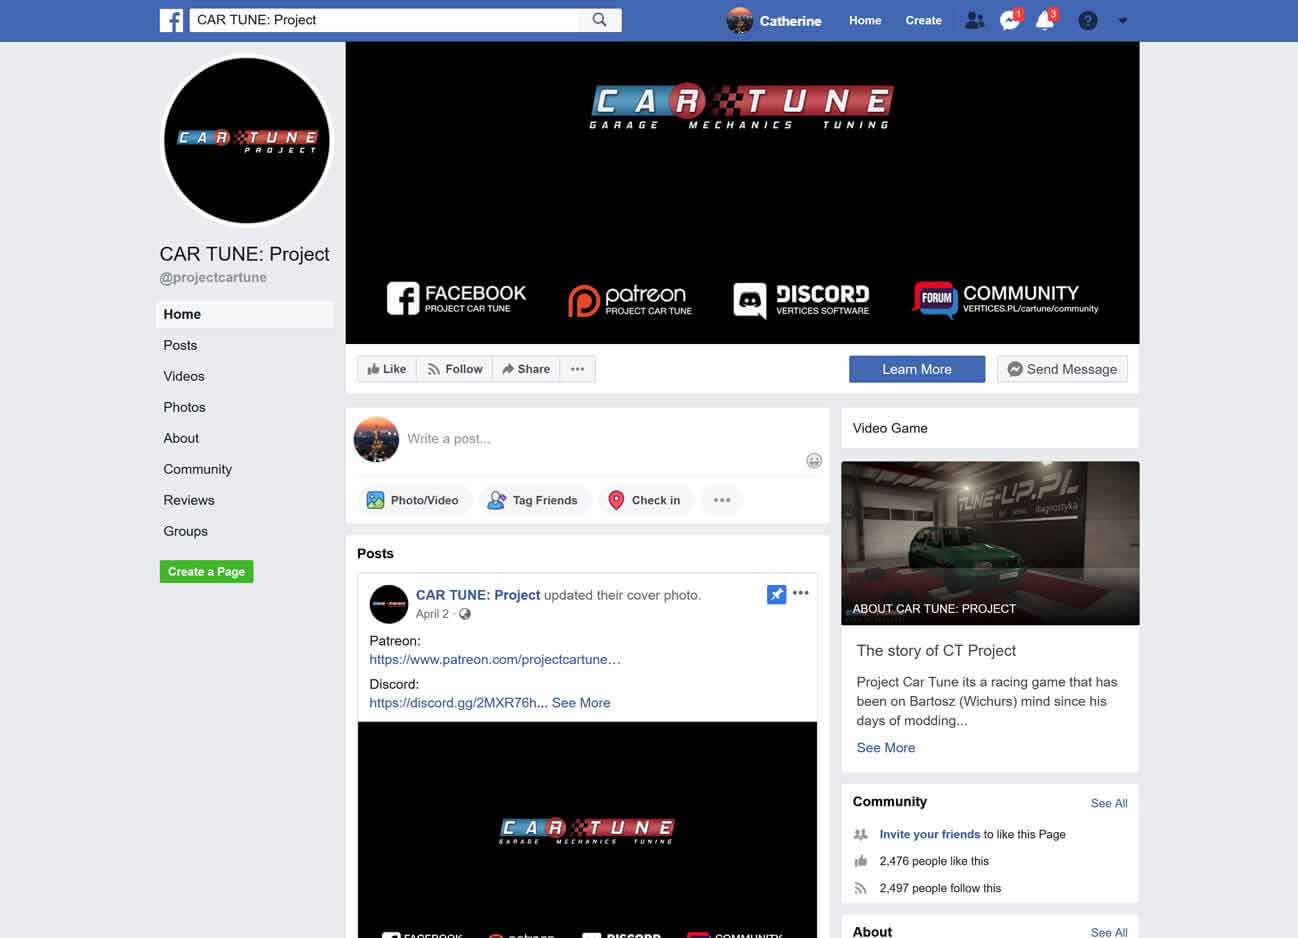 CAR TUNE: Project
Catherine
Home
Create
1
3
CAR TUNE
PROJECT
CAR TUNE: Project
@projectcartune
Home
Posts
Videos
Photos
About
Community
Reviews
Groups
Create a Page
CAR TUNE
GARAGE MECHANICS TUNING
FACEBOOK
PROJECT CAR TUNE
patreon
PROJECT CAR TUNE
DISCORD
VERTICES SOFTWARE
FORUM
COMMUNITY
VERTICES.PL/cartune/community
Like
Follow
Share
Learn More
Send Message
Write a post...
Photo/Video
Tag Friends
Check in
Posts
CAR TUNE: Project updated their cover photo.
April 2 ·
Patreon:
https://www.patreon.com/projectcartune…
Discord:
https://discord.gg/2MXR76h... See More
CAR TUNE
GARAGE MECHANICS TUNING
FACEBOOK
patreon
DISCORD
COMMUNITY
Video Game
TUNE-UP.PL
diagnostyka
ABOUT CAR TUNE: PROJECT
The story of CT Project
Project Car Tune its a racing game that has
been on Bartosz (Wichurs) mind since his
days of modding...
See More
Community
See All
Invite your friends to like this Page
2,476 people like this
2,497 people follow this
About
See All